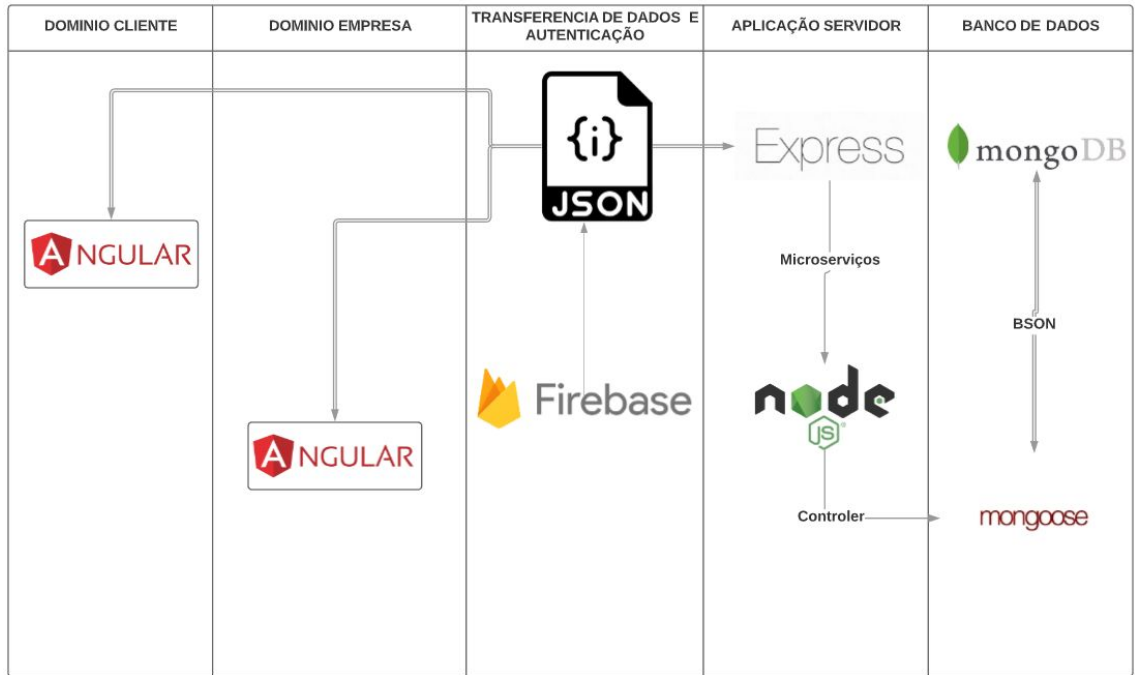 DOMINIO CLIENTE
DOMINIO EMPRESA
TRANSFERENCIA DE DADOS E
AUTENTICAÇÃO
APLICAÇÃO SERVIDOR
BANCO DE DADOS
{i}
JSON
Express
mongoDB
ANGULAR
Microserviços
BSON
Firebase
node
JS®
ANGULAR
Controler
mongoose